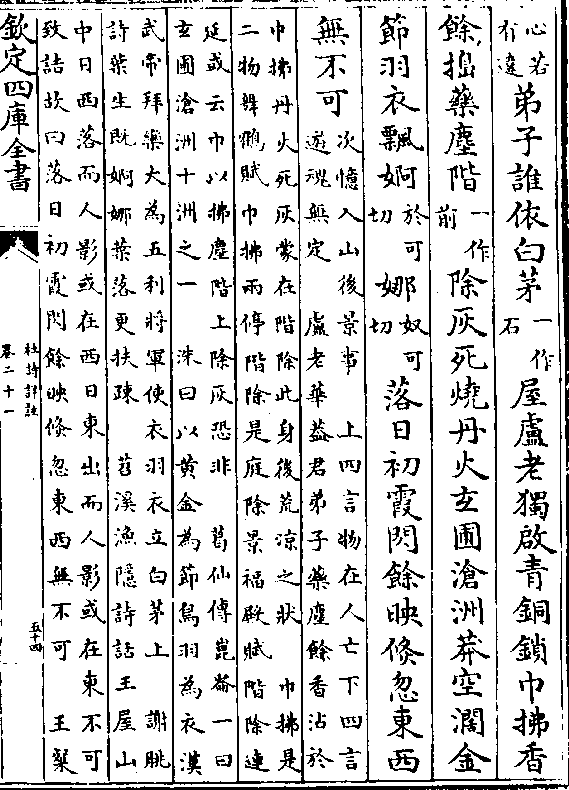 若違
心有
弟子誰依白茅一作石屋盧老獨啟青銅鎖巾拂香
餘搗藥塵階一作前除灰死燒丹火玄圃滄洲莽空濶金
節羽衣飄婀於可切娜奴可切落日初霞閃餘映倏忽東西
無不可
次憶入山後景事 上四言物在人亡下四言
遊魂無定 盧老華葢君弟子藥塵餘香沾於
巾拂丹火死灰蒙在階除此身後荒凉之狀 巾拂是
二物舞鶴賦巾拂兩停階除是庭除景福殿賦階除連
延或云巾以拂塵階上除灰恐非 葛仙傳崑崙一曰
玄圃滄洲十洲之一 洙曰以黄金為節鳥羽為衣漢
武帝拜欒大為五利將軍使衣羽衣立白茅上 謝朓
詩葉生既婀娜葉落更扶疎 苕溪漁隱詩話王屋山
中日西落而人影或在西日東出而人影或在東不可
致詰故曰落日初霞閃餘映倏忽東西無不可 王粲
欽定四庫全書
杜詩詳註
卷二十一
五十四